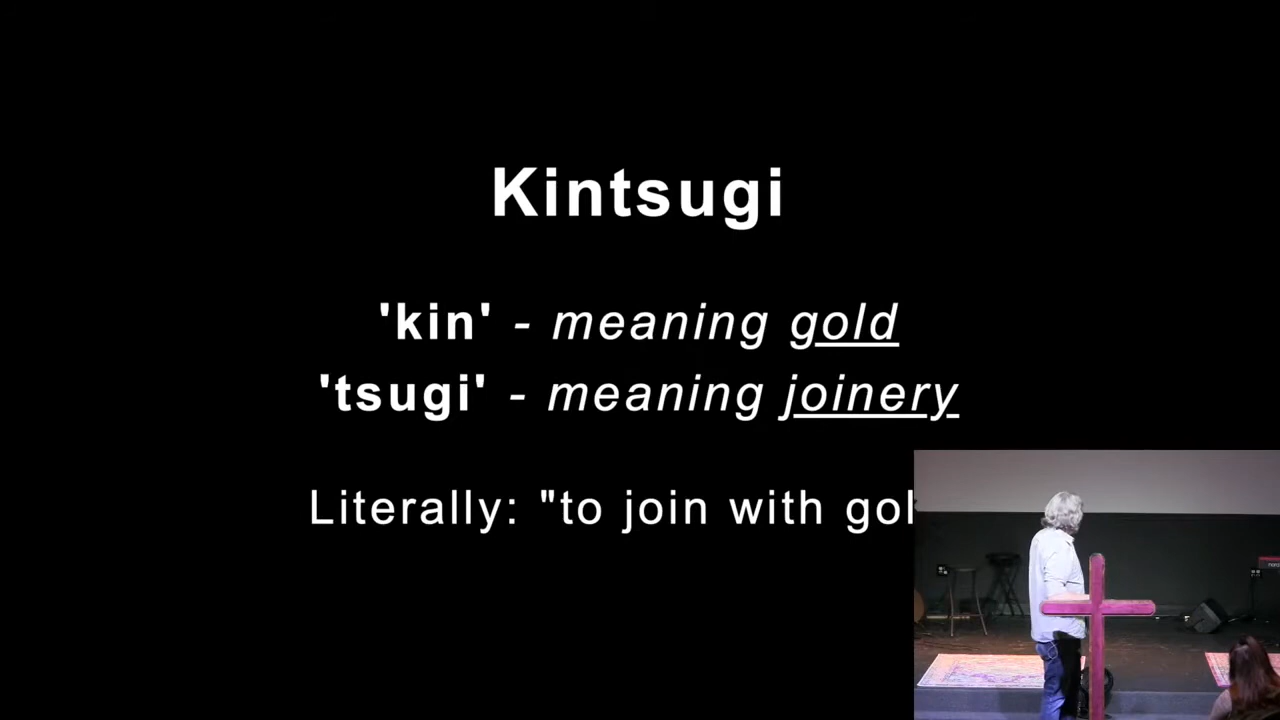 Kintsugi
'kin' - meaning gold
'tsugi' - meaning joinery
Literally: "to join with gol